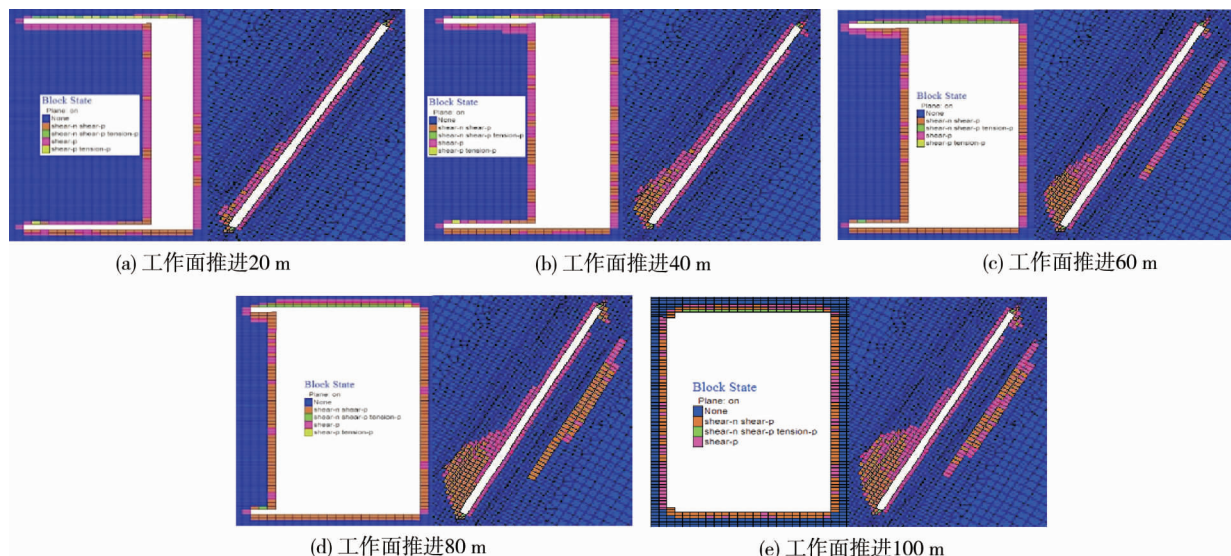 Block State
Plane: on
None
shear-n shear-p
shear-n shear-p tension-p
shear-p
shear-p tension-p
Block State
Plane: on
None
shear-n shear-p
shear-n shear-p tension-p
shear-p
shear-p tension-p
Block State
Plane: on
None
shear-n shear-p
shear-n shear-p tension-p
shear-p
shear-p tension-p
(a) 工作面推进20 m
(b) 工作面推进40 m
(c) 工作面推进60 m
Block State
Plane: on
None
shear-n shear-p
shear-n shear-p tension-p
shear-p
shear-p tension-p
Block State
Plane: on
None
shear-n shear-p
shear-n shear-p tension-p
shear-p
(d) 工作面推进80 m
(e) 工作面推进100 m